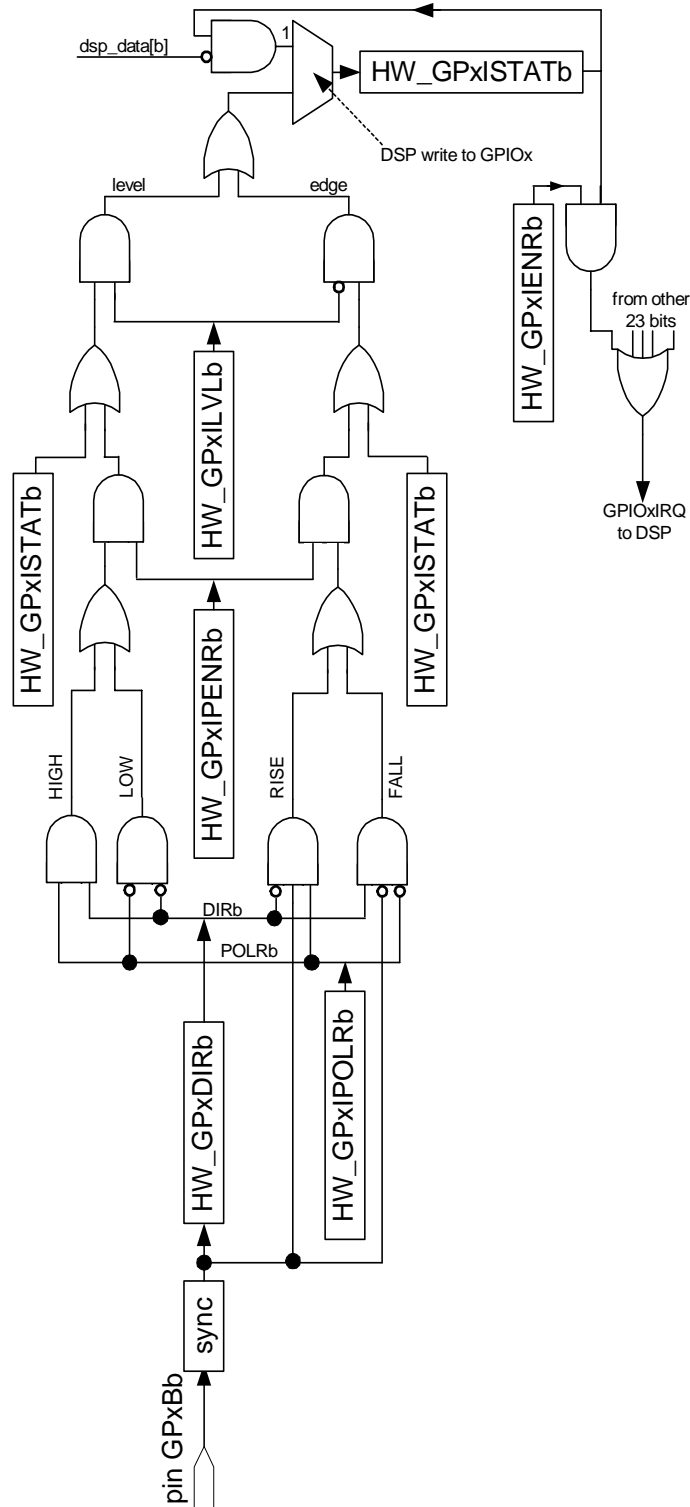 dsp_data[b]
1
HW_GPxISTATb
DSP write to GPIOx
level
edge
HW_GPxIENRb
from other
23 bits
GPIOxIRQ
to DSP
HW_GPxILVLb
HW_GPxISTATb
HW_GPxISTATb
HW_GPxIPENRb
HIGH
LOW
RISE
FALL
DIRb
POLRb
HW_GPxDIRb
HW_GPxIPOLRb
sync
pin GPxBb